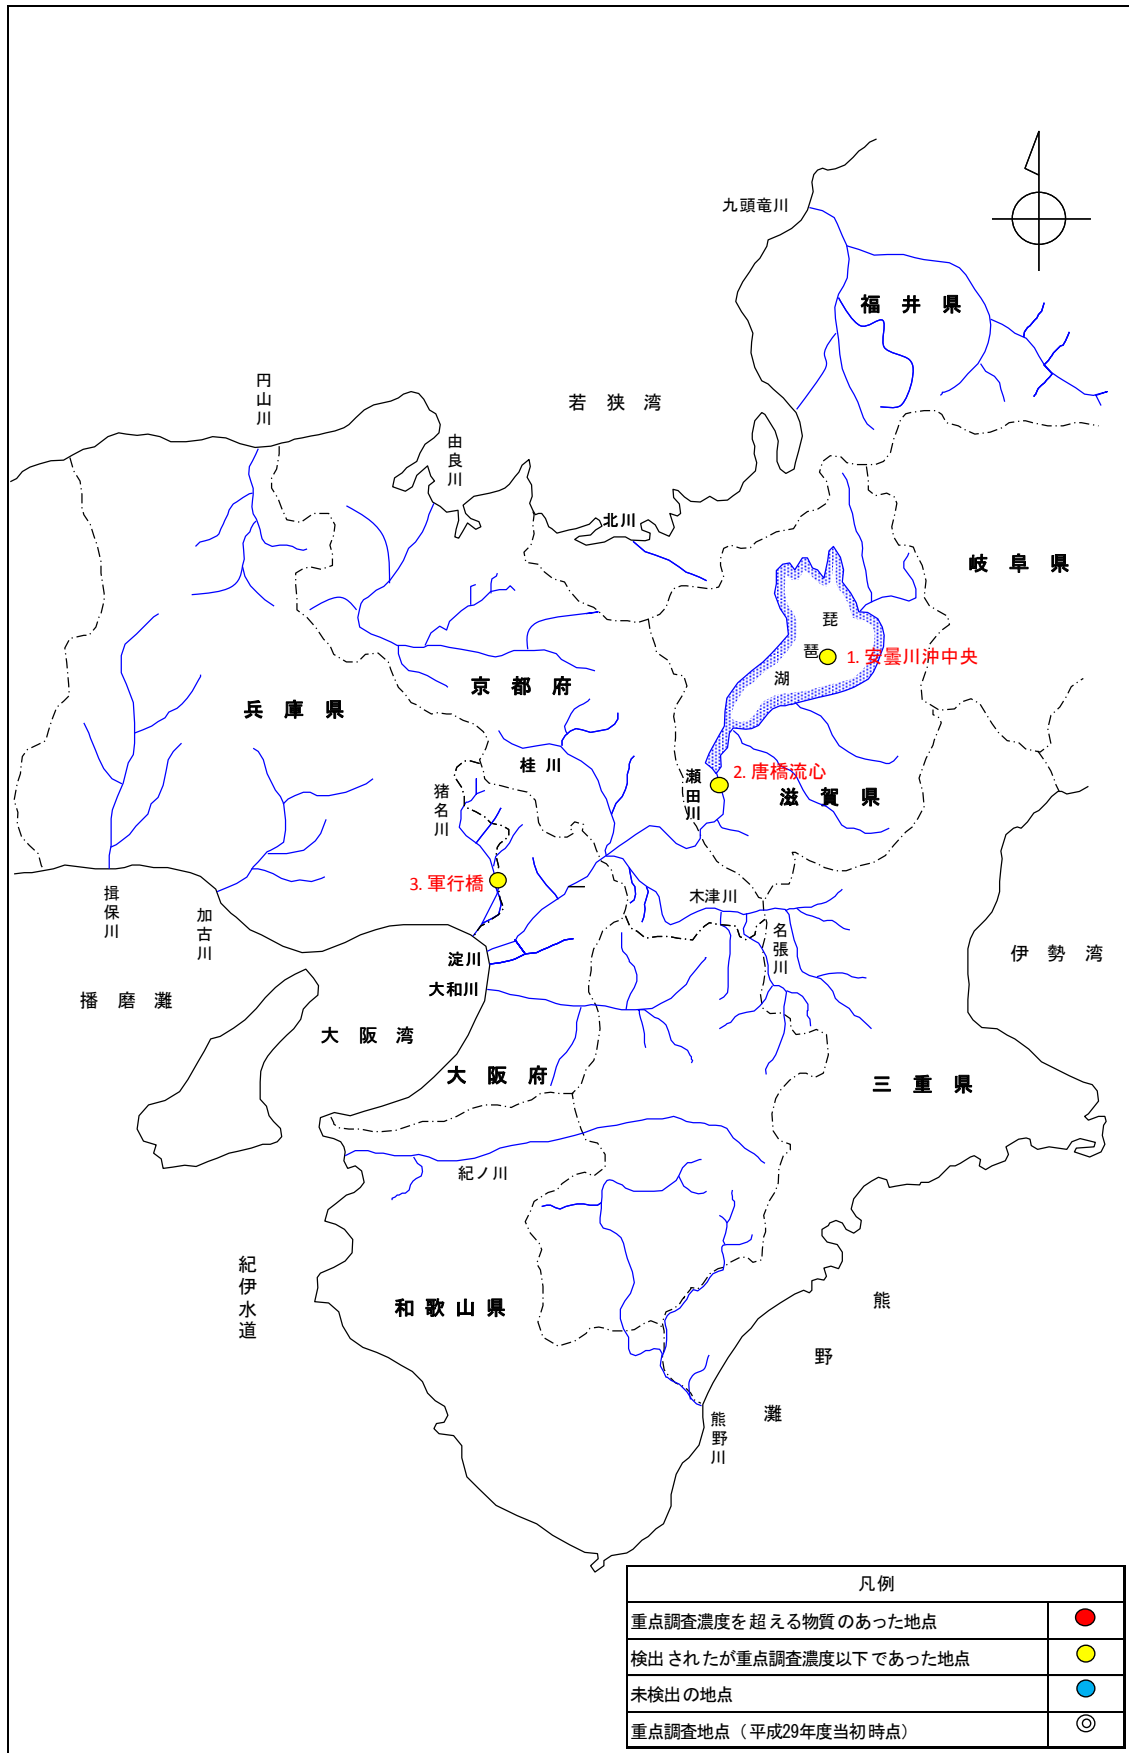 九頭竜川
福井県
円山川
若狭湾
由良川
北川
岐阜県
琵
琶
湖
1. 安曇川沖中央
京都府
兵庫県
桂川
瀬田川
2. 唐橋流心
滋賀県
猪名川
3. 軍行橋
木津川
揖保川
加古川
名張川
淀川
伊勢湾
大和川
播磨灘
大阪湾
大阪府
三重県
紀ノ川
紀伊水道
和歌山県
熊
野
灘
熊野川
凡例
重点調査濃度を超える物質のあった地点
検出されたが重点調査濃度以下であった地点
未検出の地点
重点調査地点（平成29年度当初時点）